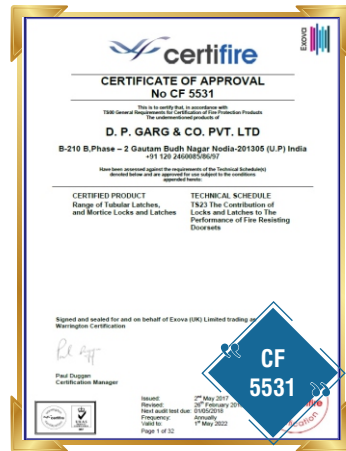 certifire
exova
CERTIFICATE OF APPROVAL
No CF 5531
This is to certify that, in accordance with
TS00 General Requirements for Certification of Fire Protection Products
The undermentioned products of
D. P. GARG & CO. PVT. LTD
B-210 B,Phase – 2 Gautam Budh Nagar Nodia-201305 (U.P) India
+91 120 2460085/86/97
Have been assessed against the requirements of the Technical Schedule(s)
denoted below and are approved for use subject to the conditions
appended hereto:
CERTIFIED PRODUCT
Range of Tubular Latches,
and Mortice Locks and Latches
TECHNICAL SCHEDULE
TS23 The Contribution of
Locks and Latches to The
Performance of Fire Resisting
Doorsets
Signed and sealed for and on behalf of Exova (UK) Limited trading as
Warrington Certification
Paul Duggan
Certification Manager
Issued: 2nd May 2017
Revised: 26th February 201
Next audit test due: 01/05/2018
Frequency: Annually
Valid to: 1st May 2022
Page 1 of 32
CF
5531